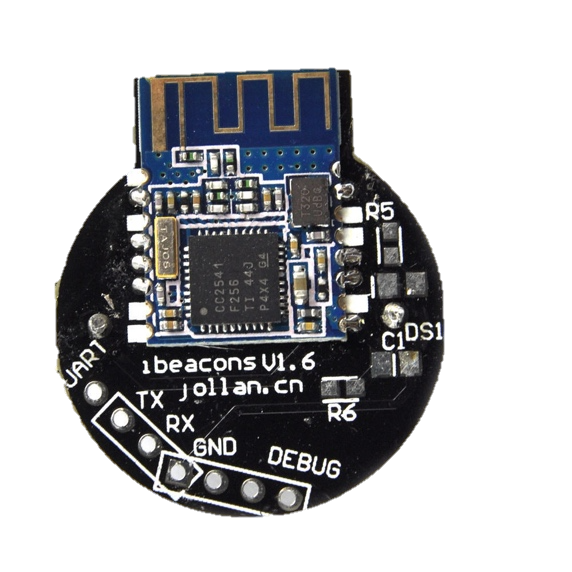 R5
CC2541
F256
TI 44J
P4X4 G4
C1
DS1
ibeacons V1.6
jollan.cn
R6
UART
TX
RX
GND
DEBUG